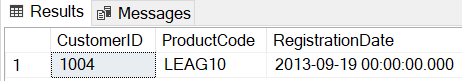 Results Messages
CustomerID ProductCode RegistrationDate
1 1004 LEAG10 2013-09-19 00:00:00.000